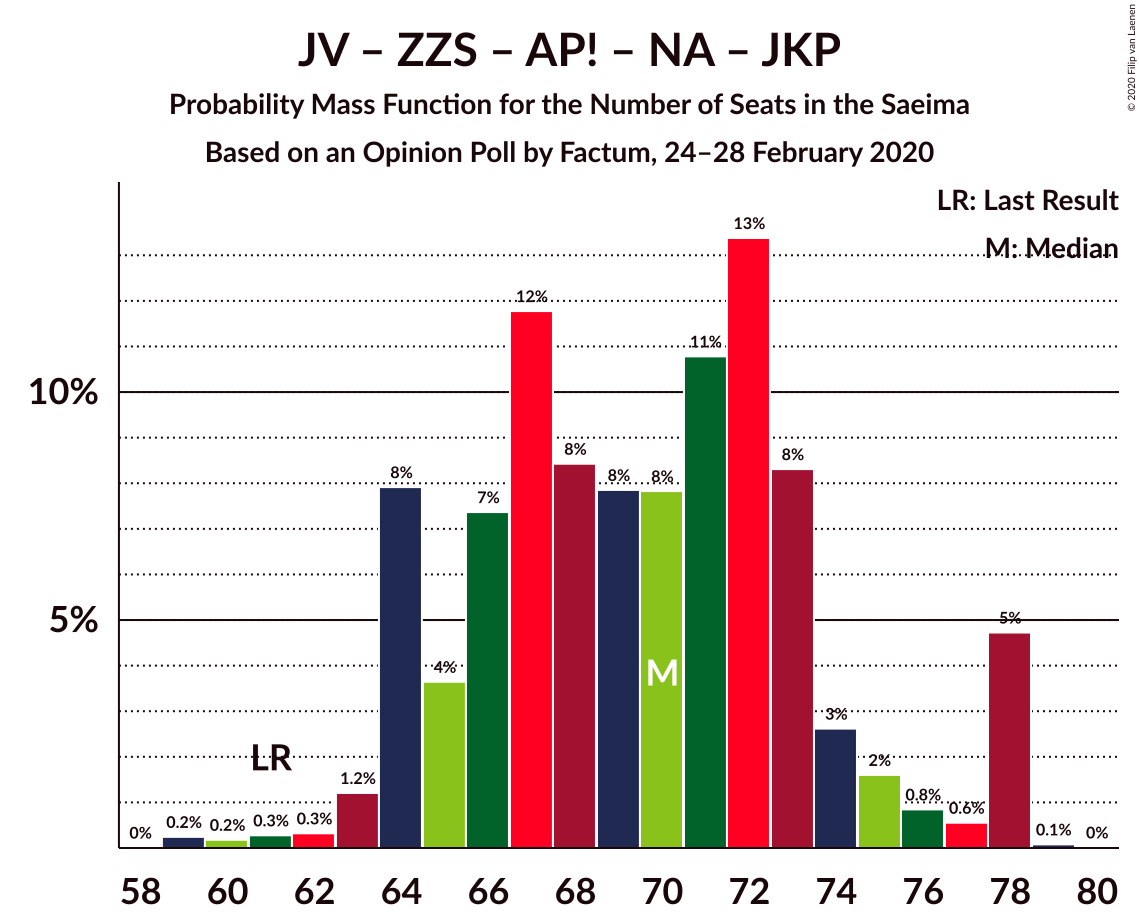 JV – ZZS – AP! – NA – JKP
Probability Mass Function for the Number of Seats in the Saeima
Based on an Opinion Poll by Factum, 24–28 February 2020
© 2020 Filip van Laenen
LR: Last Result
M: Median
10%
5%
0%
0.2%
0.2%
0.3%
0.3%
1.2%
8%
4%
7%
12%
8%
8%
8%
11%
13%
8%
3%
2%
0.8%
0.6%
5%
0.1%
0%
LR
M
58 60 62 64 66 68 70 72 74 76 78 80